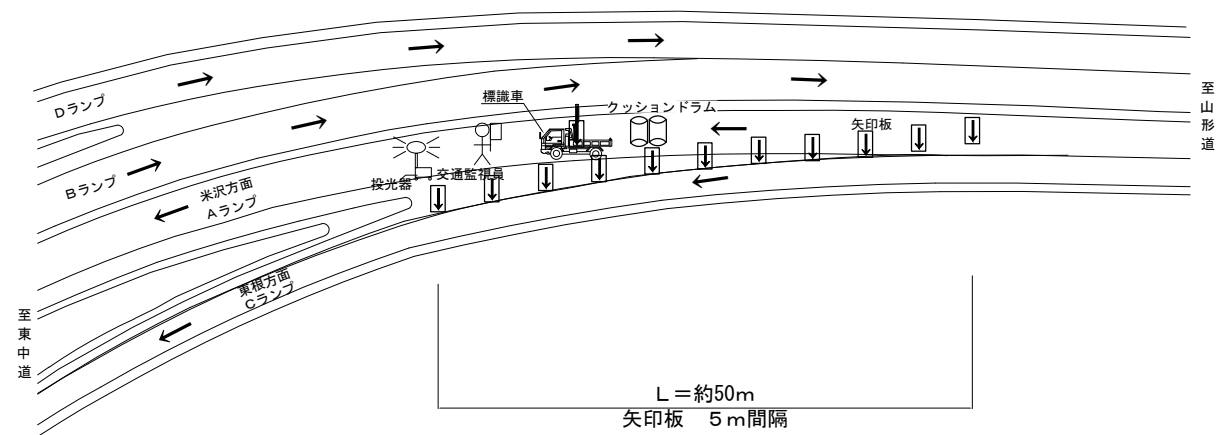 Dランプ
標識車
クッションドラム
至山形道
矢印板
Bランプ
投光器
交通監視員
米沢方面
Aランプ
東根方面
Cランプ
至東中道
L=約50m
矢印板 5m間隔